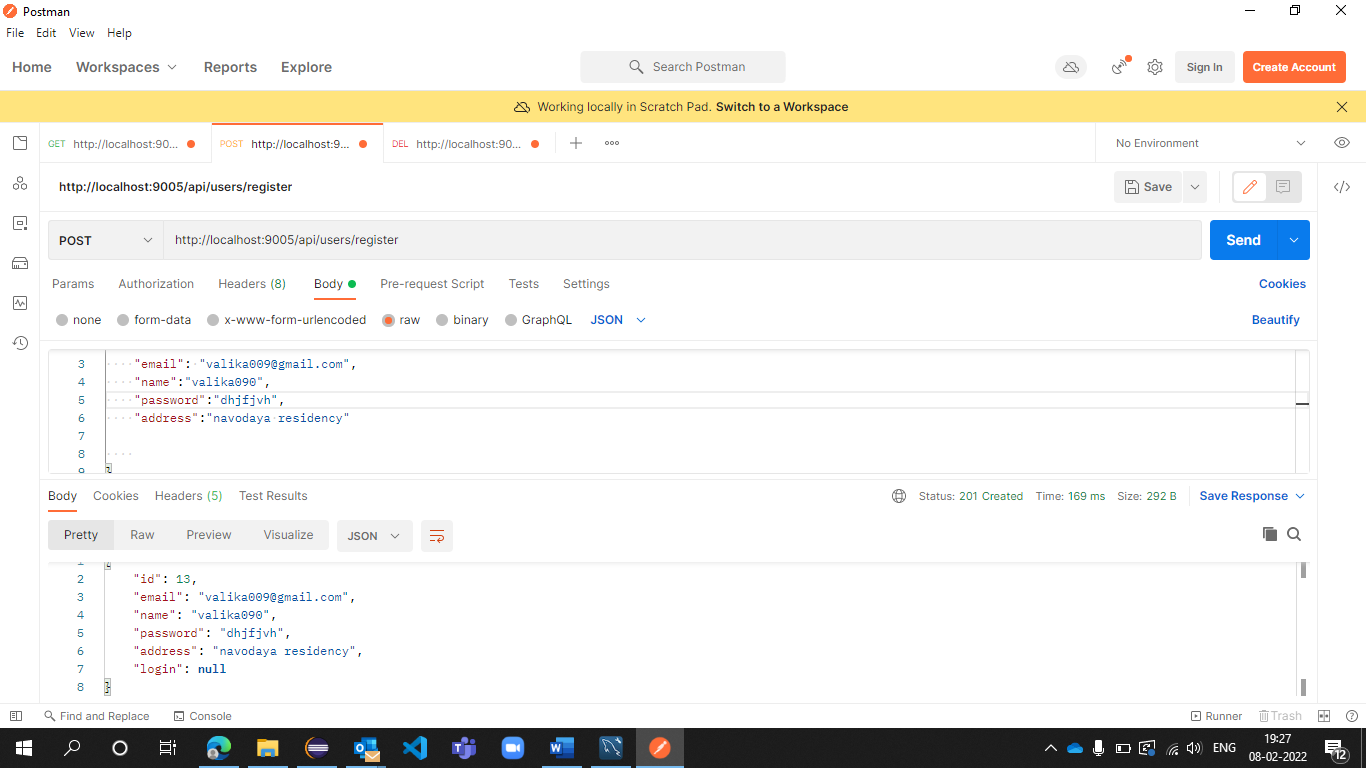 Postman
File Edit View Help
Home Workspaces Reports Explore Search Postman Sign In Create Account
Working locally in Scratch Pad. Switch to a Workspace
GET http://localhost:90... POST http://localhost:9... DEL http://localhost:90... No Environment
http://localhost:9005/api/users/register Save
POST http://localhost:9005/api/users/register Send
Params Authorization Headers (8) Body Pre-request Script Tests Settings Cookies
none form-data x-www-form-urlencoded raw binary GraphQL JSON Beautify
3 "email": "valika009@gmail.com",
4 "name":"valika090",
5 "password":"dhjfjvh",
6 "address":"navodaya residency"
7
8
9 }
Body Cookies Headers (5) Test Results Status: 201 Created Time: 169 ms Size: 292 B Save Response
Pretty Raw Preview Visualize JSON
1 {
2 "id": 13,
3 "email": "valika009@gmail.com",
4 "name": "valika090",
5 "password": "dhjfjvh",
6 "address": "navodaya residency",
7 "login": null
8 }
Find and Replace Console Runner Trash
ENG 19:27
08-02-2022 12